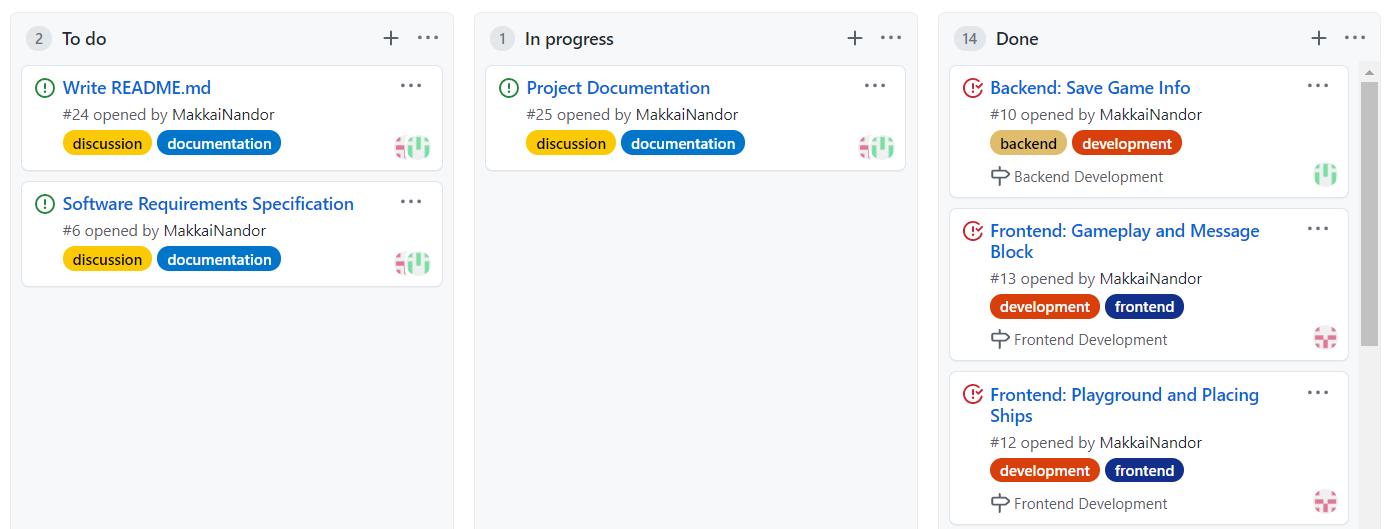 2 To do
Write README.md
#24 opened by MakkaiNandor
discussion documentation
Software Requirements Specification
#6 opened by MakkaiNandor
discussion documentation
1 In progress
Project Documentation
#25 opened by MakkaiNandor
discussion documentation
14 Done
Backend: Save Game Info
#10 opened by MakkaiNandor
backend development
Backend Development
Frontend: Gameplay and Message
Block
#13 opened by MakkaiNandor
development frontend
Frontend Development
Frontend: Playground and Placing
Ships
#12 opened by MakkaiNandor
development frontend
Frontend Development